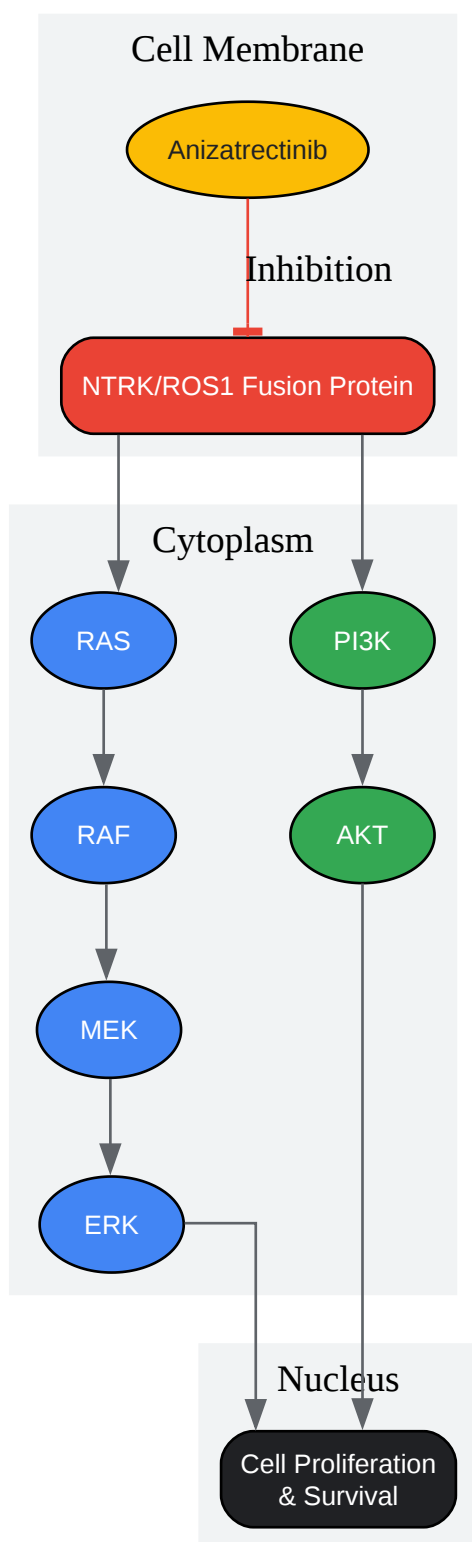 Cell Membrane
Anizatrectinib
Inhibition
NTRK/ROS1 Fusion Protein
Cytoplasm
RAS
PI3K
RAF
AKT
MEK
ERK
Nucleus
Cell Proliferation
& Survival